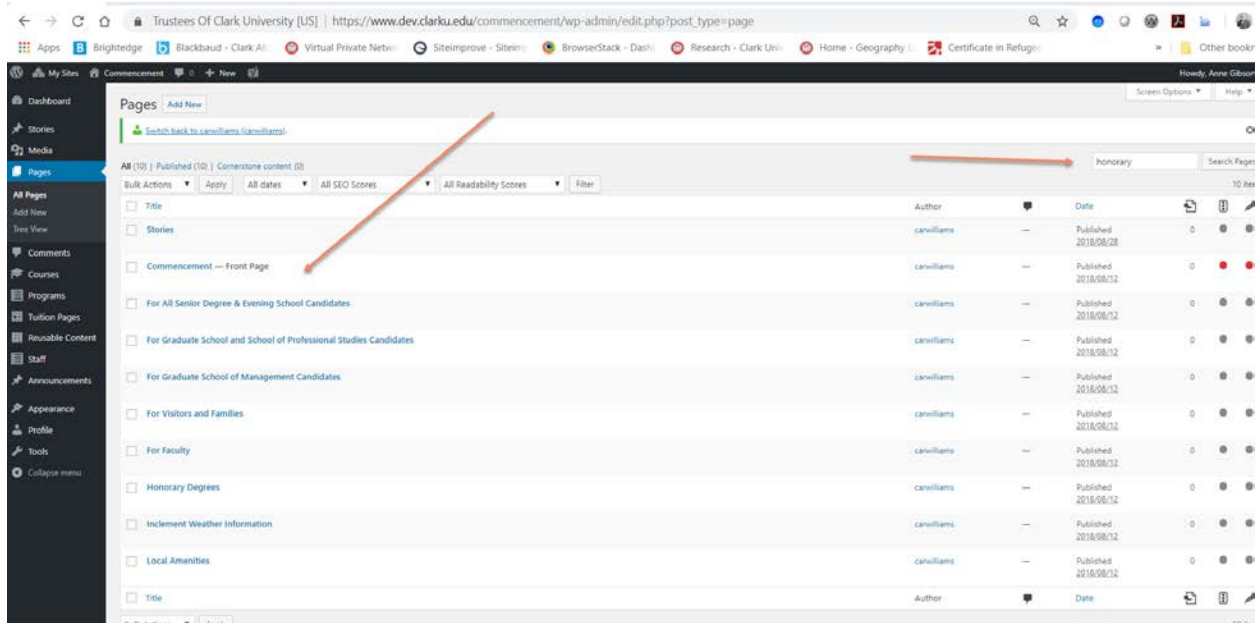 Trustees Of Clark University [US] | https://www.dev.clarku.edu/commencement/wp-admin/edit.php?post_type=page
Apps Brightedge Blackbaud - Clark Virtual Private Netw Siteimprove - Siteim BrowserStack - Dash Research - Clark Uni Home - Geography Certificate in Refuge » Other bookr
My Sites Commencement 0 + New Howdy, Anne Gibson
Screen Options ▼ Help ▼
Dashboard
Stories
Media
Pages
All Pages
Add New
Tree View
Comments
Courses
Programs
Tuition Pages
Reusable Content
Staff
Announcements
Appearance
Profile
Tools
Collapse menu
Pages Add New
Switch back to carwilliams (carwilliams)
All (10) | Published (10) | Cornerstone content (0)
honorary Search Pages
Bulk Actions ▼ Apply All dates ▼ All SEO Scores ▼ All Readability Scores ▼ Filter 10 iter
Title Author Date
Stories carwilliams — Published 0
2018/08/28
Commencement — Front Page carwilliams — Published 0
2018/08/12
For All Senior Degree & Evening School Candidates carwilliams — Published 0
2018/08/12
For Graduate School and School of Professional Studies Candidates carwilliams — Published 0
2018/08/12
For Graduate School of Management Candidates carwilliams — Published 0
2018/08/12
For Visitors and Families carwilliams — Published 0
2018/08/12
For Faculty carwilliams — Published 0
2018/08/12
Honorary Degrees carwilliams — Published 0
2018/08/12
Inclement Weather Information carwilliams — Published 0
2018/08/12
Local Amenities carwilliams — Published 0
2018/08/12
Title Author Date